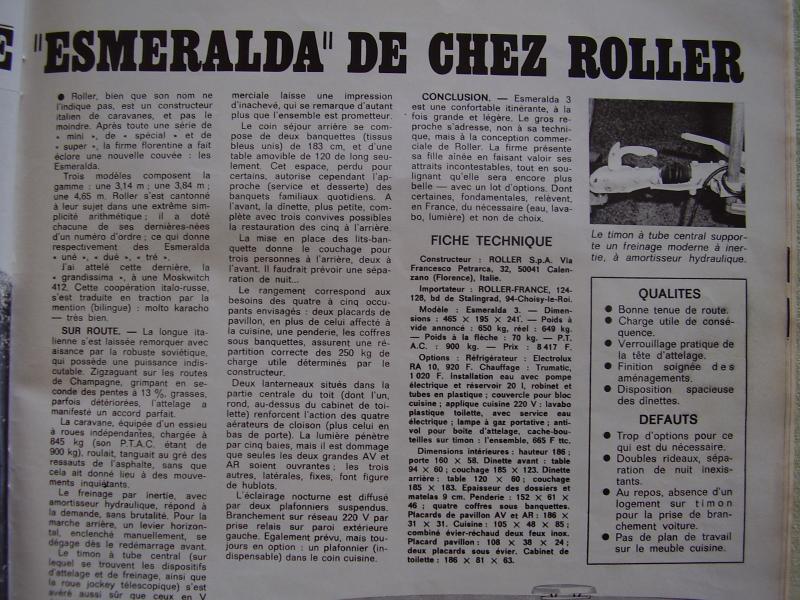 E "ESMERALDA" DE CHEZ ROLLER
● Roller, bien que son nom ne
l'indique pas, est un constructeur
italien de caravanes, et pas le
moindre. Après toute une série de
« mini », de « spécial » et de
« super », la firme florentine a fait
éclore une nouvelle couvée : les
Esmeralda.
Trois modèles composent la
gamme : une 3,14 m ; une 3,84 m ;
une 4,65 m. Roller s'est cantonné
à leur sujet dans une extrême sim-
plicité arithmétique ; il a doté
chacune de ses dernières-nées
d'un numéro d'ordre ; ce qui donne
respectivement des Esmeralda
« uné », « dué », « tré ».
J'ai attelé cette dernière, la
« grandissima », à une Moskwitch
412. Cette coopération italo-russe,
s'est traduite en traction par la
mention (bilingue) : molto karacho
— très bien.
SUR ROUTE. — La longue ita-
lienne s'est laissée remorquer avec
aisance par la robuste soviétique,
qui possède une puissance indis-
cutable. Zigzaguant sur les routes
de Champagne, grimpant en se-
conde des pentes à 13 %, grasses,
parfois détériorées, l'attelage a
manifesté un accord parfait.
La caravane, équipée d'un essieu
à roues indépendantes, chargée à
845 kg (son P.T.A.C. étant de
900 kg), roulait, tanguait au gré des
ressauts de l'asphalte, sans que
cela ait donné lieu à des mouve-
ments inquiétants.
Le freinage par inertie, avec
amortisseur hydraulique, répond à
la demande, sans brutalité. Pour la
marche arrière, un levier horizon-
tal, enclenché manuellement, se
dégage dès le redémarrage avant.
Le timon à tube central (sur
lequel se trouvent les dispositifs
d'attelage et de freinage, ainsi que
la roue jockey télescopique) s'est
avéré aussi sûr que ceux en V
merciale laisse une impression
d'inachevé, qui se remarque d'autant
plus que l'ensemble est prometteur.
Le coin séjour arrière se com-
pose de deux banquettes (tissus
bleus unis) de 183 cm, et d'une
table amovible de 120 de long seu-
lement. Cet espace, perdu pour
certains, autorise cependant l'ap-
proche (service et desserte) des
banquets familiaux quotidiens. A
l'avant, la dînette, plus petite, com-
plète avec trois convives possibles
la restauration des cinq à l'arrière.
La mise en place des lits-ban-
quette donne le couchage pour
trois personnes à l'arrière, deux à
l'avant. Il faudrait prévoir une sépa-
ration de nuit...
Le rangement correspond aux
besoins des quatre à cinq occu-
pants envisagés : deux placards de
pavillon, en plus de celui affecté à
la cuisine, une penderie, les coffres
sous banquettes, assurent une ré-
partition correcte des 250 kg de
charge utile déterminés par le
constructeur.
Deux lanterneaux situés dans la
partie centrale du toit (dont l'un,
rond, au-dessus du cabinet de toi-
lette) renforcent l'action des quatre
aérateurs de cloison (plus celui en
bas de porte). La lumière pénètre
par cinq baies, mais il est dommage
que seules les deux grandes AV et
AR soient ouvrantes ; les trois
autres, latérales, fixes, font figure
de hublots.
L'éclairage nocturne est diffusé
par deux plafonniers suspendus.
Branchement sur réseau 220 V par
prise relais sur paroi extérieure
gauche. Egalement prévu, mais tou-
jours en option : un plafonnier (in-
dispensable) dans le coin cuisine.
CONCLUSION. — Esmeralda 3
est une confortable itinérante, à la
fois grande et légère. Le gros re-
proche s'adresse, non à sa techni-
que, mais à la conception commer-
ciale de Roller. La firme présente
sa fille aînée en faisant valoir ses
attraits incontestables, tout en sou-
lignant qu'elle sera encore plus
belle — avec un lot d'options. Dont
certaines, fondamentales, relèvent,
en France, du nécessaire (eau, lava-
bo, lumière) et non de choix.
FICHE TECHNIQUE
Constructeur : ROLLER S.p.A. Via
Francesco Petrarca, 32, 50041 Calen-
zano (Florence), Italie.
Importateur : ROLLER-FRANCE, 124-
128, bd de Stalingrad, 94-Choisy-le-Roi.
Modèle : Esmeralda 3. — Dimen-
sions : 465 × 195 × 241. — Poids à
vide annoncé : 650 kg, réel : 649 kg.
— Poids à la flèche : 70 kg. — P.T.
A.C. : 900 kg. — Prix : 8 417 F.
Options : Réfrigérateur : Electrolux
RA 10, 920 F. Chauffage : Trumatic,
1 020 F. Installation eau avec pompe
électrique et réservoir 20 l, robinet et
tubes en plastique ; couvercle pour bloc
cuisine ; applique cuisine 220 V : lavabo
plastique toilette, avec service eau
électrique ; lampe à gaz portative ; anti-
vol pour boîte d'attelage, cache-bou-
teilles sur timon : l'ensemble, 665 F ttc.
Dimensions intérieures : hauteur 186 ;
porte 160 × 58. Dinette avant : table
94 × 60 ; couchage 185 × 123. Dinette
arrière : table 120 × 60 ; couchage
185 × 183. Epaisseur des dossiers et
matelas 9 cm. Penderie : 152 × 61 ×
46 ; quatre coffres sous banquettes.
Placards de pavillon AV et AR : 186 ×
31 × 31. Cuisine : 105 × 48 × 85 ;
combiné évier-réchaud deux feux inox.
Placard pavillon : 108 × 38 × 24 ;
deux placards sous évier. Cabinet de
toilette : 186 × 81 × 63.
Le timon à tube central suppor-
te un freinage moderne à iner-
tie, à amortisseur hydraulique.
QUALITES
● Bonne tenue de route.
● Charge utile de consé-
quence.
● Verrouillage pratique de
la tête d'attelage.
● Finition soignée des
aménagements.
● Disposition spacieuse
des dînettes.
DEFAUTS
● Trop d'options pour ce
qui est du nécessaire.
● Doubles rideaux, sépa-
ration de nuit inexis-
tants.
● Au repos, absence d'un
logement sur timon
pour la prise de bran-
chement voiture.
● Pas de plan de travail
sur le meuble cuisine.